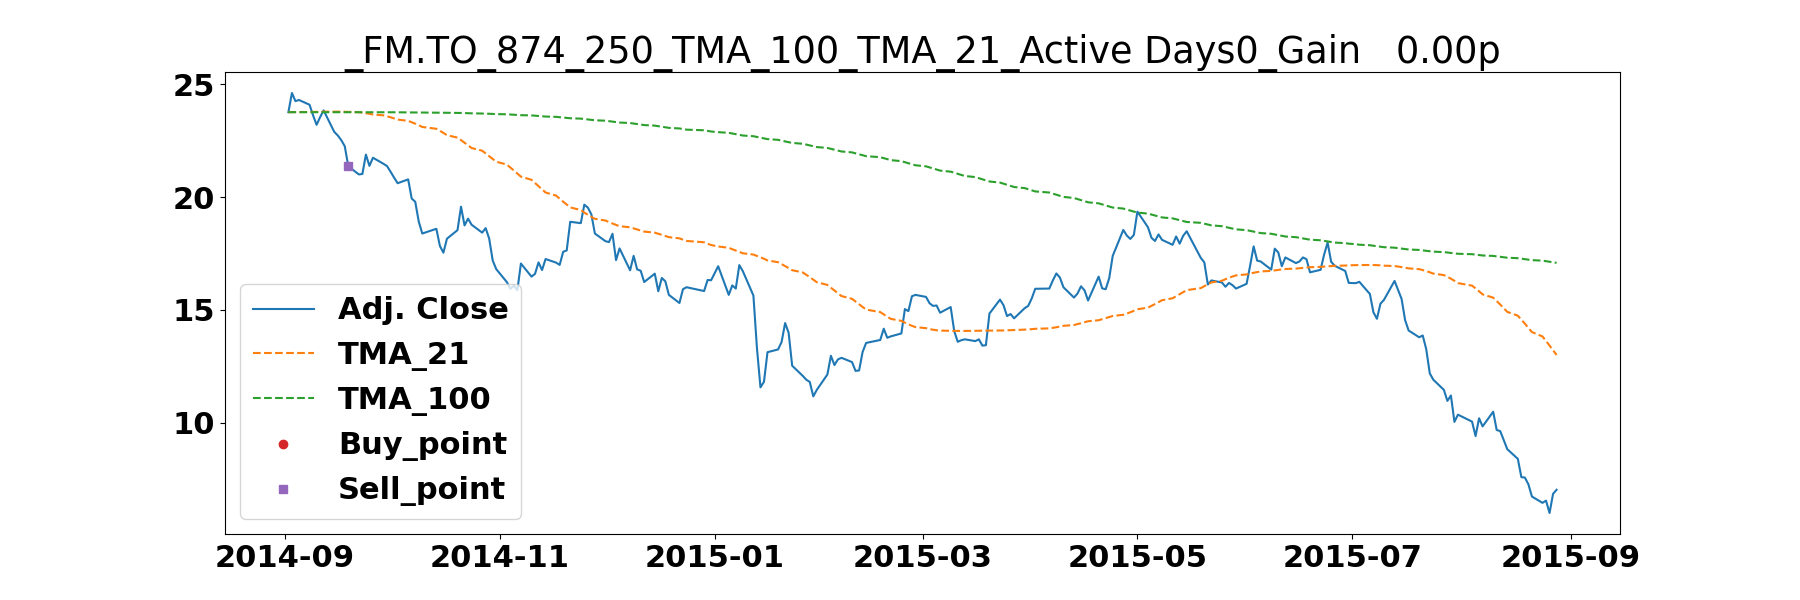 _FM.TO_874_250_TMA_100_TMA_21_Active Days0_Gain   0.00p
25
20
15
10
Adj. Close
TMA_21
TMA_100
Buy_point
Sell_point
2014-09 2014-11 2015-01 2015-03 2015-05 2015-07 2015-09